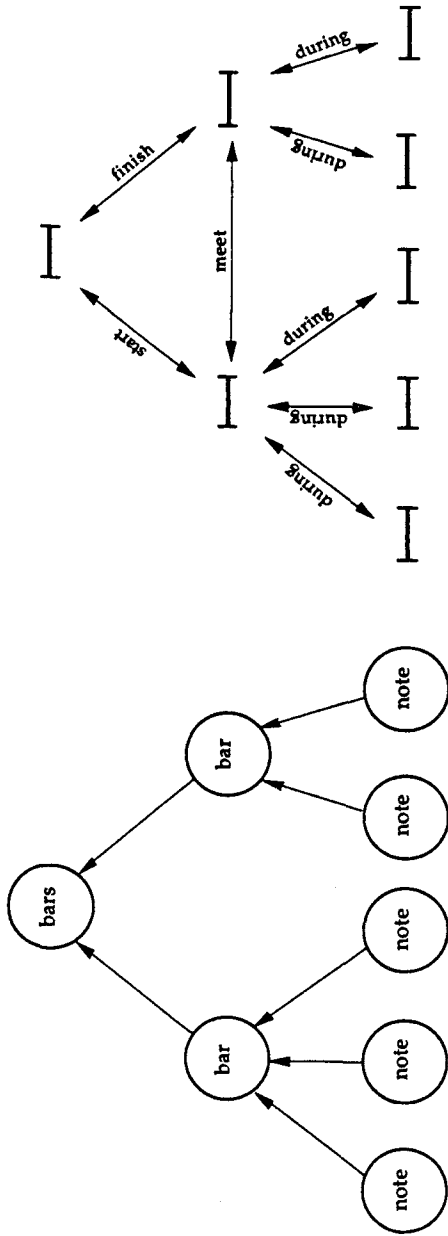 bars
bar bar
note note note note note
start finish
meet
during during during during during